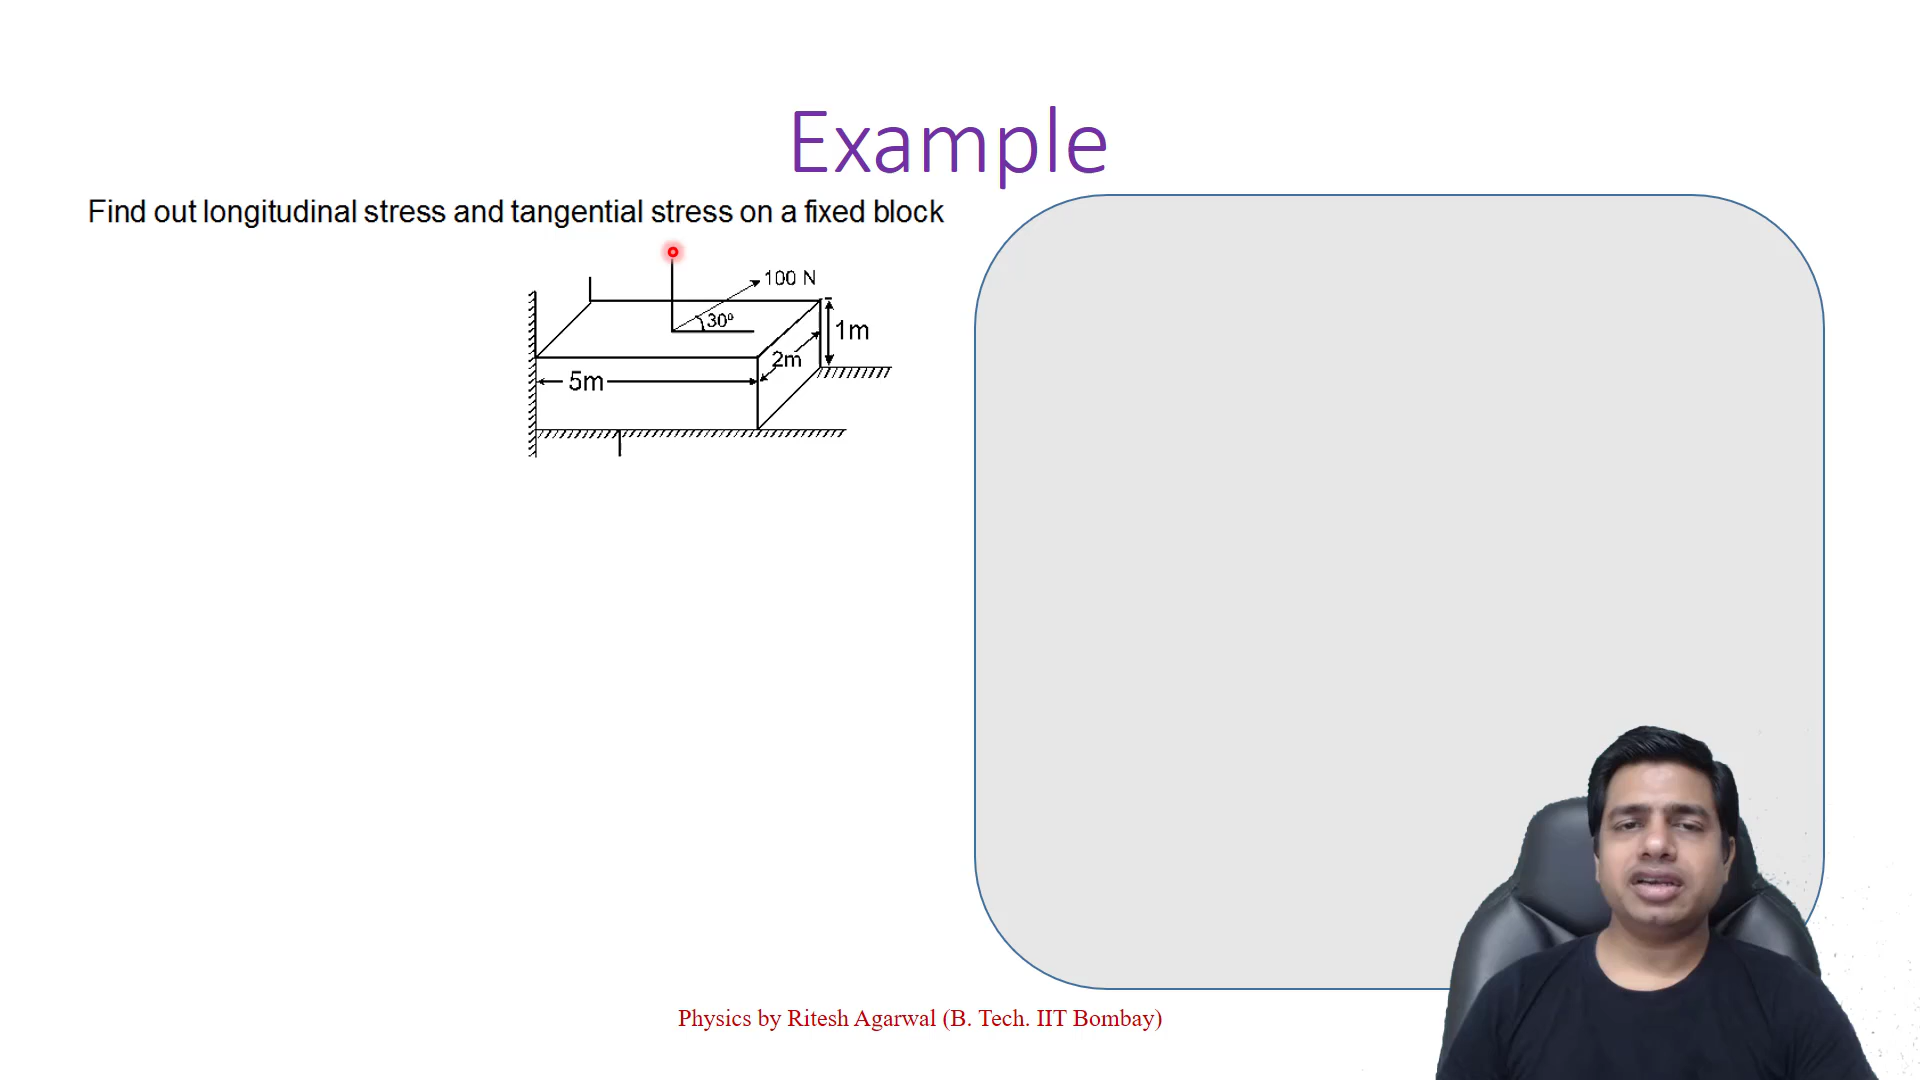 Example
Find out longitudinal stress and tangential stress on a fixed block
100 N
30º
1m
2m
5m
Physics by Ritesh Agarwal (B. Tech. IIT Bombay)